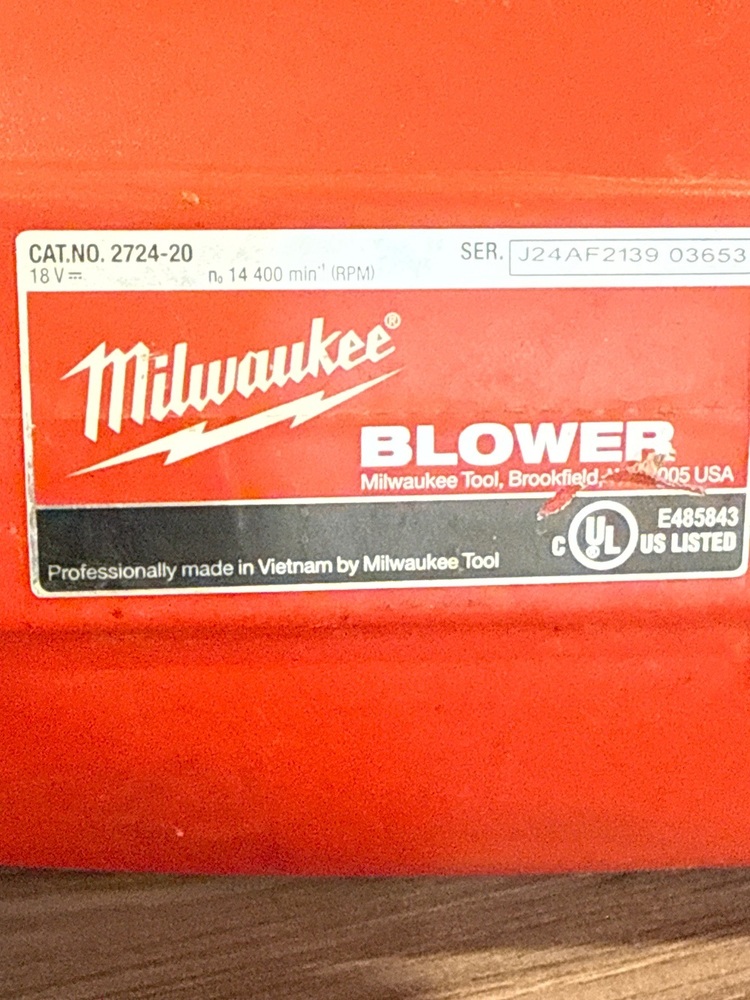 CAT.NO. 2724-20
SER. J24AF2139 03653
18 V⎓ n₀ 14 400 min⁻¹ (RPM)
Milwaukee®
BLOWER
Milwaukee Tool, Brookfield, 005 USA
E485843
C UL® US LISTED
Professionally made in Vietnam by Milwaukee Tool